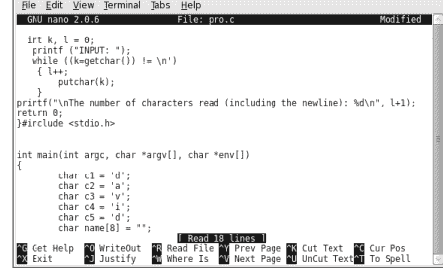 File Edit View Terminal Tabs Help
GNU nano 2.0.6 File: pro.c Modified
int k, l = 0;
printf ("INPUT: ");
while ((k=getchar()) != \n')
{ l++;
putchar(k);
}
printf("\nThe number of characters read (including the newline): %d\n", l+1);
return 0;
}#include <stdio.h>
int main(int argc, char *argv[], char *env[])
{
char c1 = 'd';
char c2 = 'a';
char c3 = 'v';
char c4 = 'i';
char c5 = 'd';
char name[8] = "";
[ Read 18 lines ]
^G Get Help ^O WriteOut ^R Read File ^Y Prev Page ^K Cut Text ^C Cur Pos
^X Exit ^J Justify ^W Where Is ^V Next Page ^U UnCut Text ^T To Spell